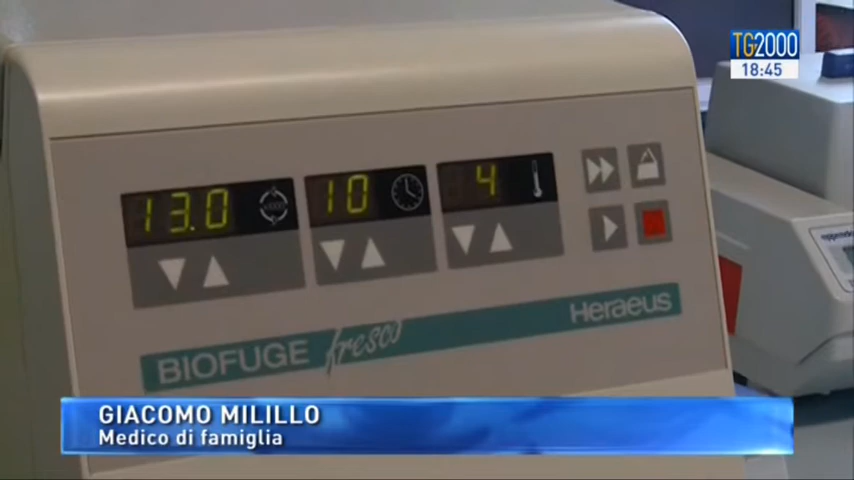 TG2000
18:45
13.0
10
4
BIOFUGE fresco
Heraeus
GIACOMO MILILLO
Medico di famiglia